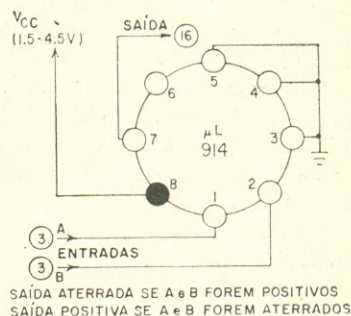 VCC
(1.5-4.5V)
SAÍDA
16
5
6
4
7
μL
914
3
8
1
2
3 A
ENTRADAS
3 B
SAÍDA ATERRADA SE A e B FOREM POSITIVOS
SAÍDA POSITIVA SE A e B FOREM ATERRADOS